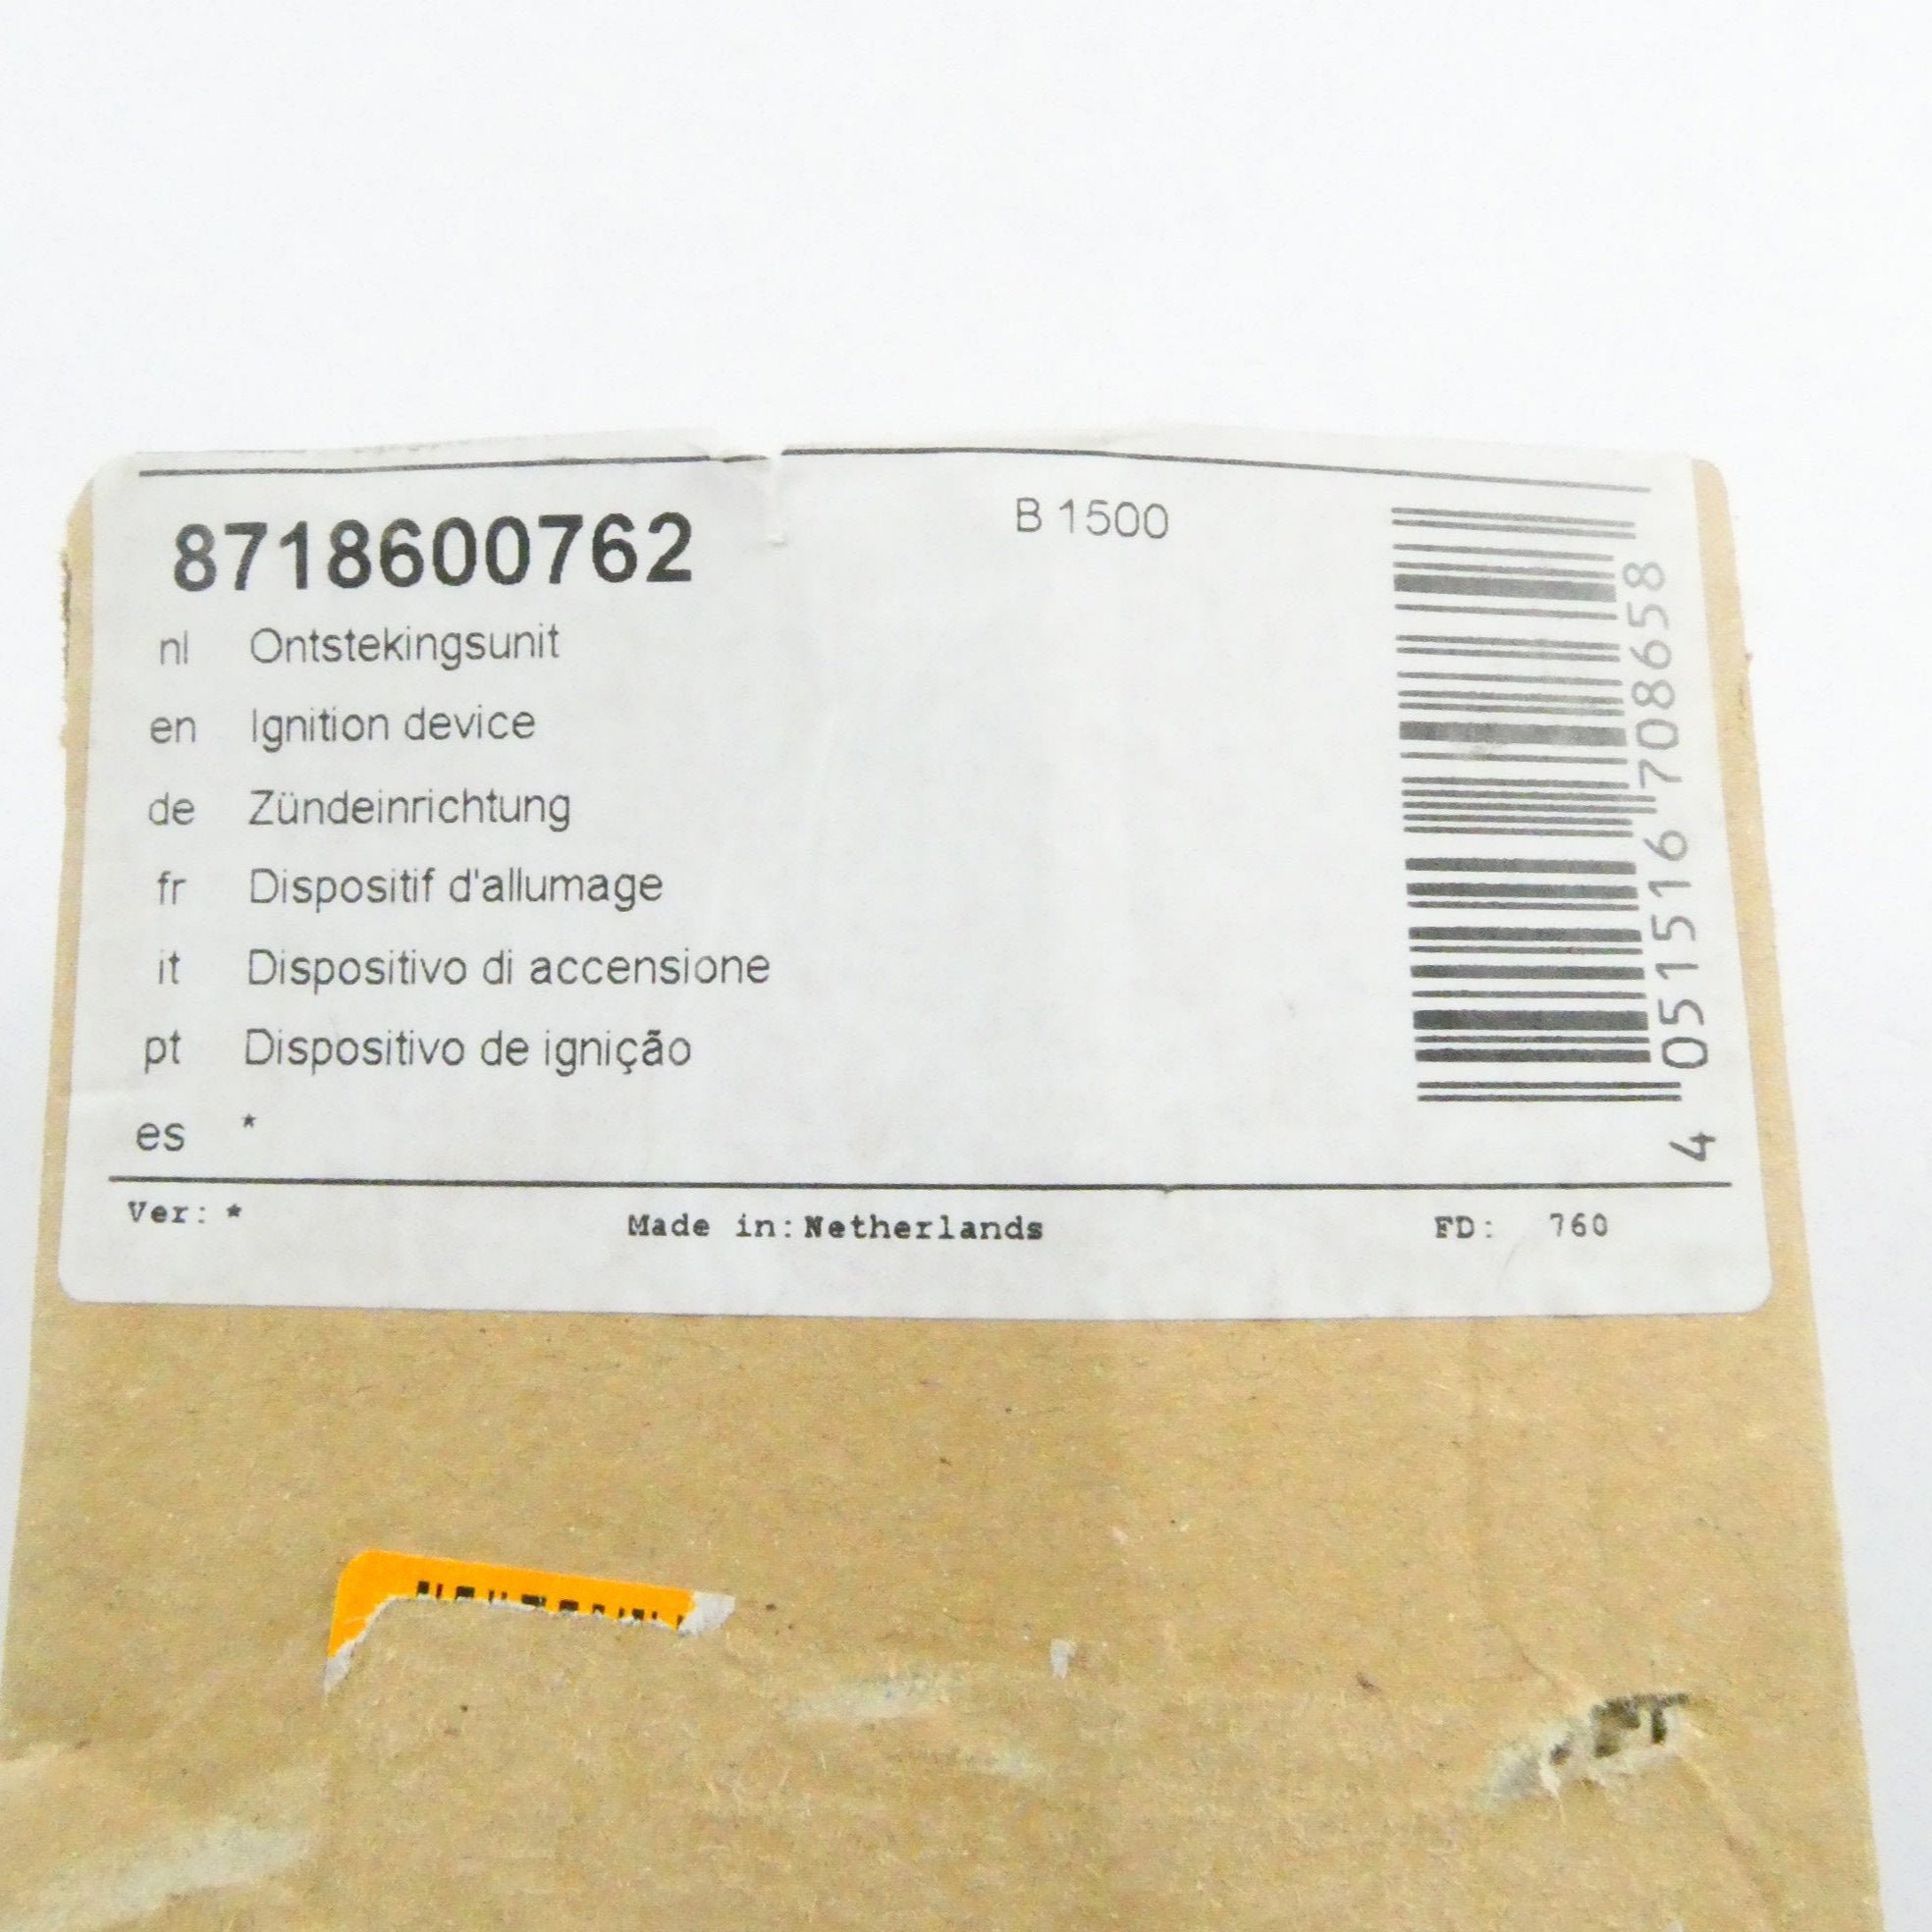 8718600762
B 1500
nl Ontstekingsunit
en Ignition device
de Zündeinrichtung
fr Dispositif d'allumage
it Dispositivo di accensione
pt Dispositivo de ignição
es *
4 051516 708658
Ver: * Made in: Netherlands FD: 760